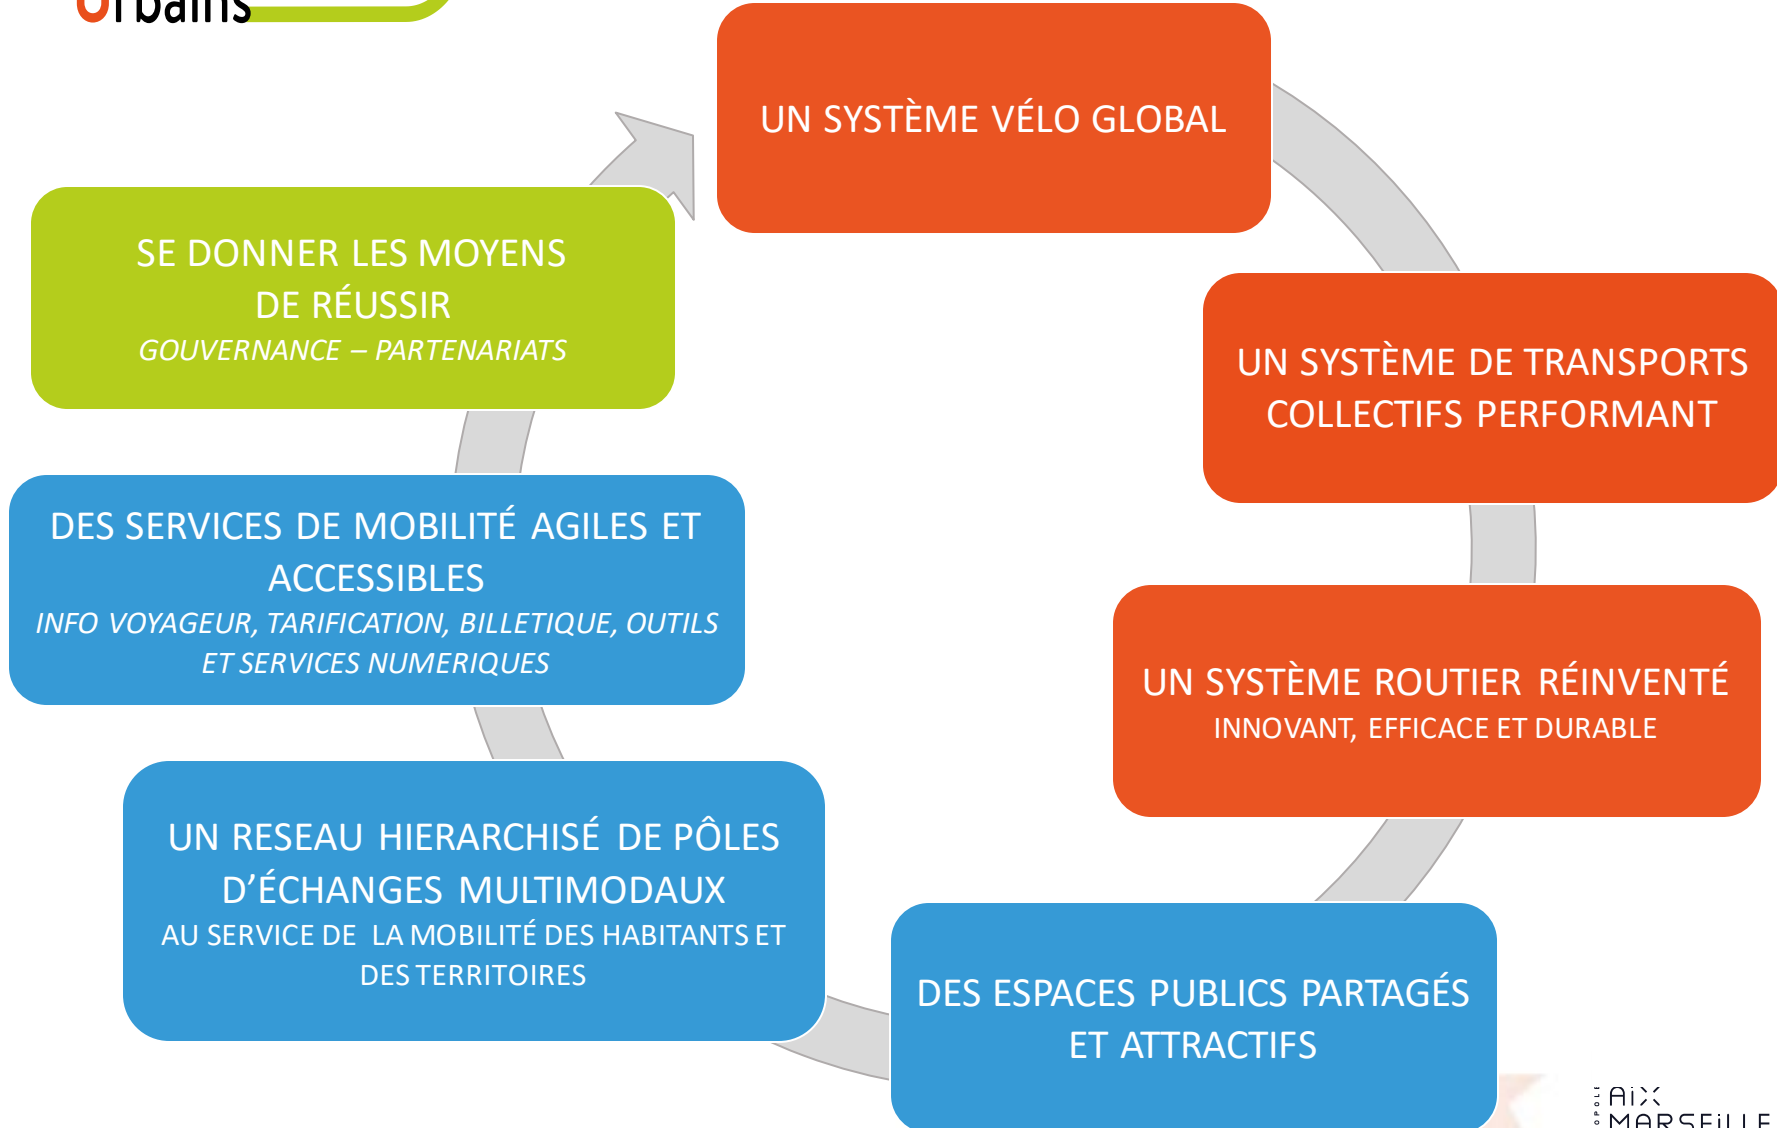 Urbains
UN SYSTÈME VÉLO GLOBAL
UN SYSTÈME DE TRANSPORTS
COLLECTIFS PERFORMANT
UN SYSTÈME ROUTIER RÉINVENTÉ
INNOVANT, EFFICACE ET DURABLE
DES ESPACES PUBLICS PARTAGÉS
ET ATTRACTIFS
UN RESEAU HIERARCHISÉ DE PÔLES
D’ÉCHANGES MULTIMODAUX
AU SERVICE DE LA MOBILITÉ DES HABITANTS ET
DES TERRITOIRES
DES SERVICES DE MOBILITÉ AGILES ET
ACCESSIBLES
INFO VOYAGEUR, TARIFICATION, BILLETIQUE, OUTILS
ET SERVICES NUMERIQUES
SE DONNER LES MOYENS
DE RÉUSSIR
GOUVERNANCE – PARTENARIATS
AIX
MARSEILLE